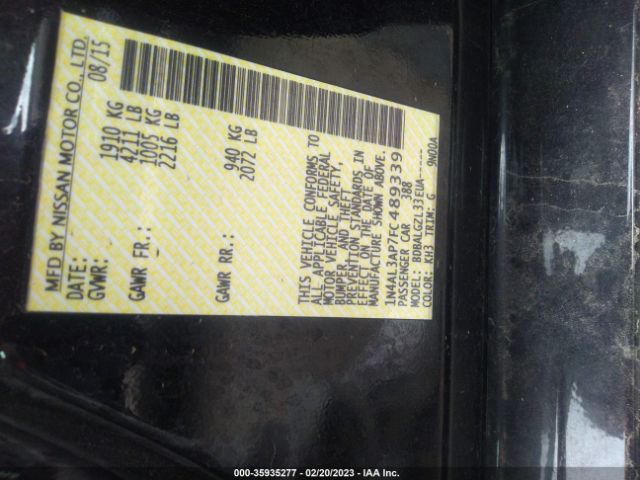 MFD BY NISSAN MOTOR CO., LTD.
DATE: 08/15
GVWR: 1910 KG
4211 LB
GAWR FR: 1005 KG
2216 LB
GAWR RR: 940 KG
2072 LB
THIS VEHICLE CONFORMS TO
ALL APPLICABLE FEDERAL
MOTOR VEHICLE SAFETY,
BUMPER, AND THEFT
PREVENTION STANDARDS IN
EFFECT ON THE DATE OF
MANUFACTURE SHOWN ABOVE.
1N4AL3AP7FC489339
PASSENGER CAR 388
MODEL: BDBALGZL33EUA-----
COLOR: KH3 TRIM: G 9N00A
000-35935277 - 02/20/2023 - IAA Inc.